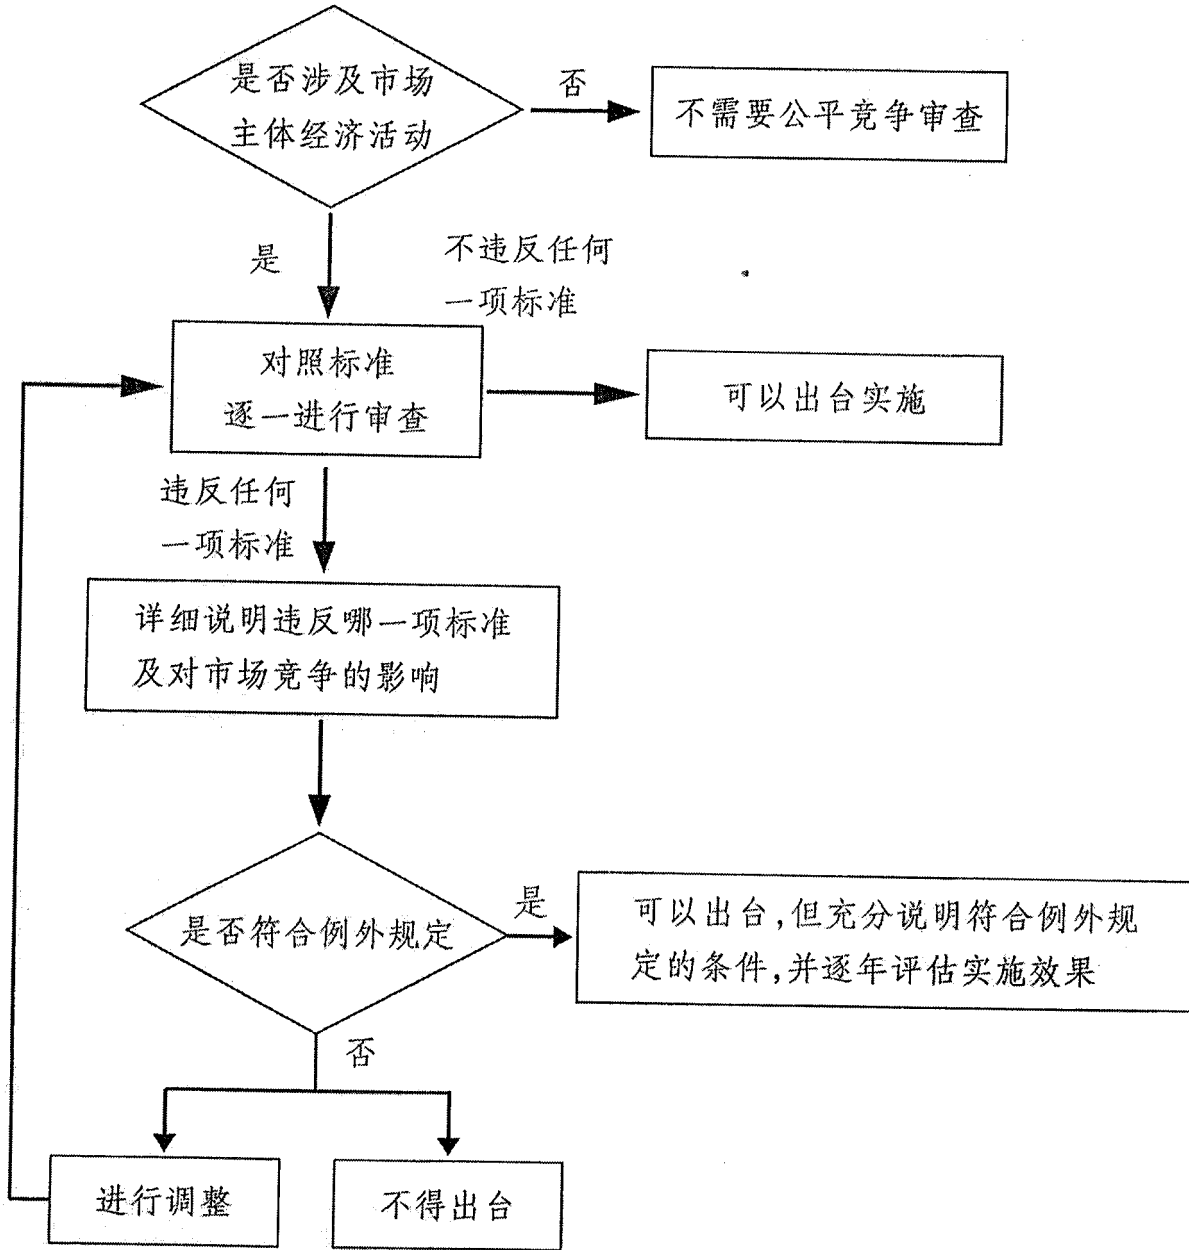 是否涉及市场
主体经济活动
否
不需要公平竞争审查
是
不违反任何
一项标准
对照标准
逐一进行审查
可以出台实施
违反任何
一项标准
详细说明违反哪一项标准
及对市场竞争的影响
是否符合例外规定
是
可以出台,但充分说明符合例外规
定的条件,并逐年评估实施效果
否
进行调整
不得出台